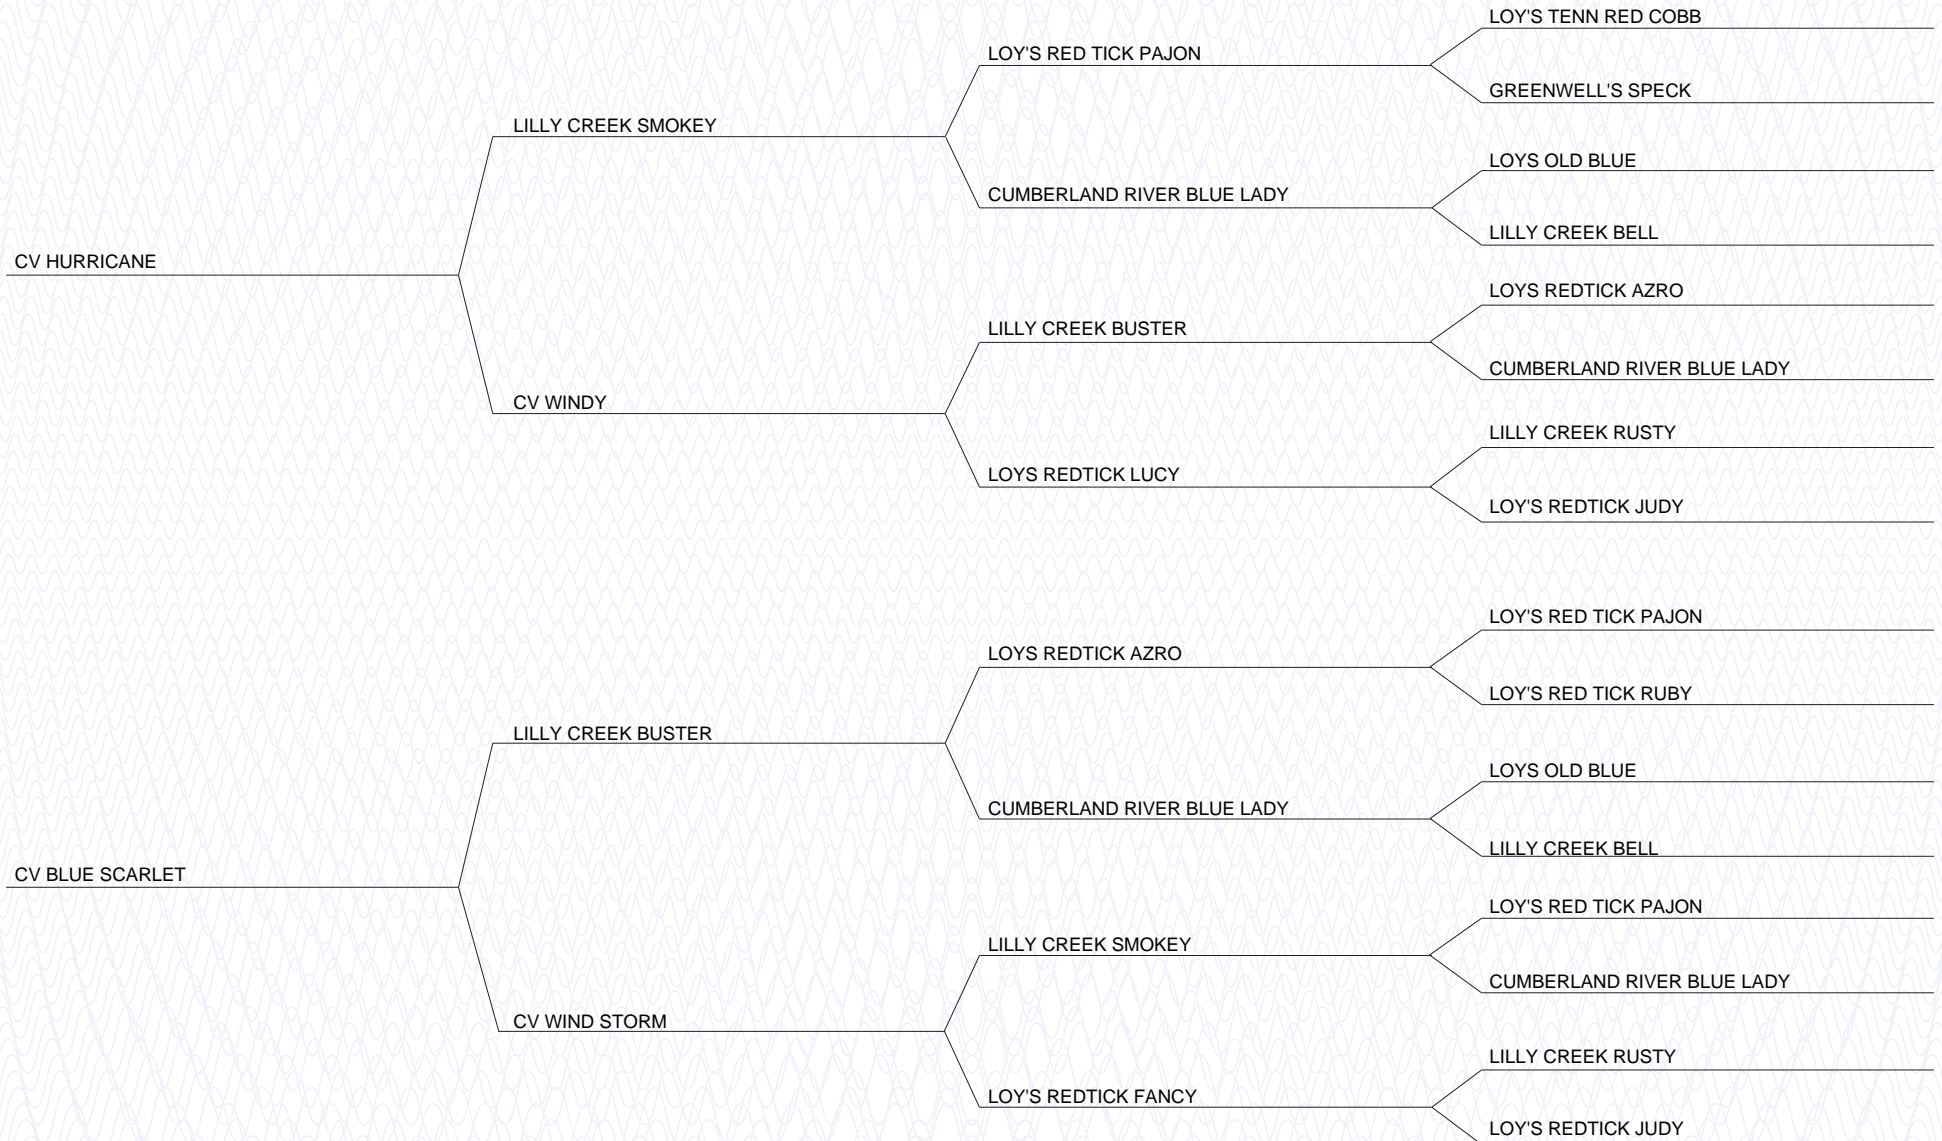 LOY'S TENN RED COBB
LOY'S RED TICK PAJON
GREENWELL'S SPECK
LILLY CREEK SMOKEY
LOYS OLD BLUE
CUMBERLAND RIVER BLUE LADY
LILLY CREEK BELL
CV HURRICANE
LOYS REDTICK AZRO
LILLY CREEK BUSTER
CUMBERLAND RIVER BLUE LADY
CV WINDY
LILLY CREEK RUSTY
LOYS REDTICK LUCY
LOY'S REDTICK JUDY
LOY'S RED TICK PAJON
LOYS REDTICK AZRO
LOY'S RED TICK RUBY
LILLY CREEK BUSTER
LOYS OLD BLUE
CUMBERLAND RIVER BLUE LADY
LILLY CREEK BELL
CV BLUE SCARLET
LOY'S RED TICK PAJON
LILLY CREEK SMOKEY
CUMBERLAND RIVER BLUE LADY
CV WIND STORM
LILLY CREEK RUSTY
LOY'S REDTICK FANCY
LOY'S REDTICK JUDY